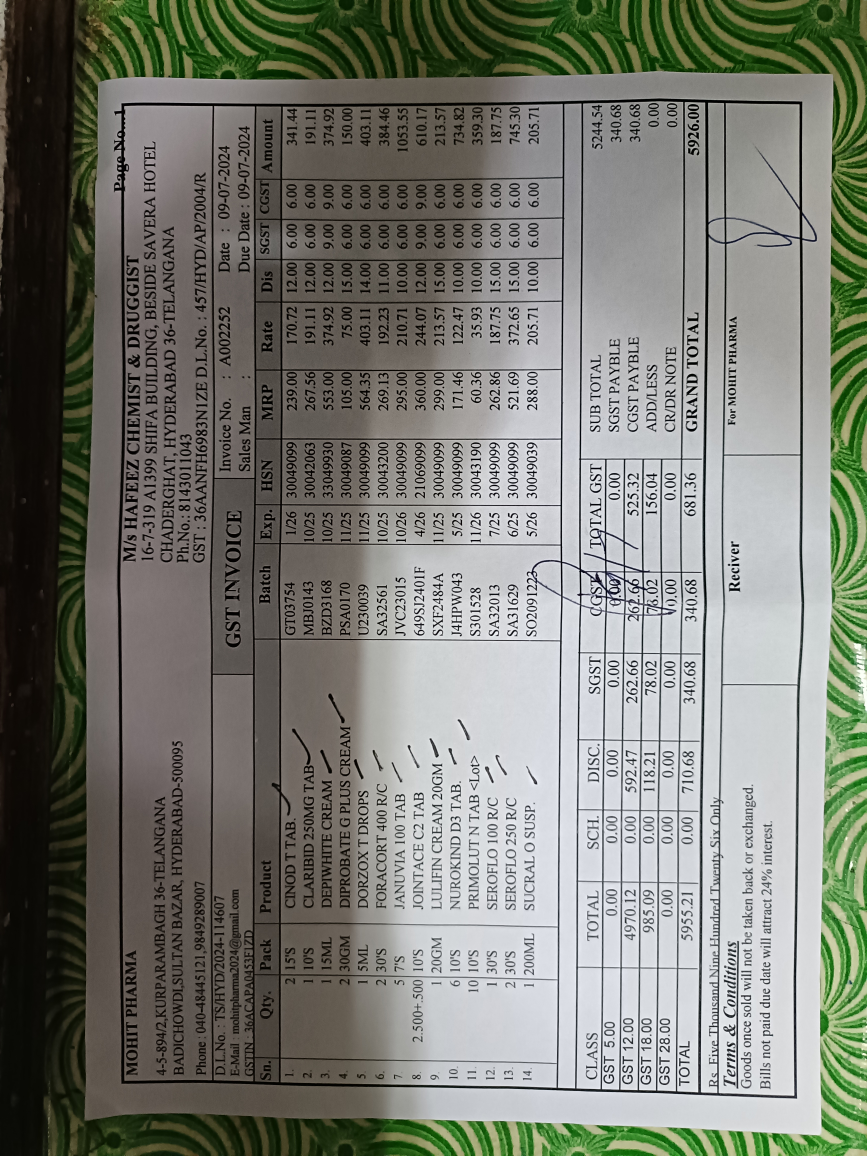 Page No...1
MOHIT PHARMA
4-5-894/2,KURPARAMBAGH 36-TELANGANA
BADICHOWDI,SULTAN BAZAR, HYDERABAD-500095
Phone : 040-48445121,9849289007
D.L.No. : TS/HYD/2024-114607
E-Mail : mohitpharma2024@gmail.com
GSTIN : 36ACAPA0453F1ZD
M/s HAFEEZ CHEMIST & DRUGGIST
16-7-319 A1399 SHIFA BUILDING, BESIDE SAVERA HOTEL
CHADERGHAT, HYDERABAD 36-TELANGANA
Ph.No.:8143011043
GST : 36AANFH6983N1ZE D.L.No. : 457/HYD/AP/2004/R
GST INVOICE
Invoice No. : A002252 Date : 09-07-2024
Sales Man : Due Date : 09-07-2024
Sn. Qty. Pack Product Batch Exp. HSN MRP Rate Dis SGST CGST Amount
1. 2 15'S CINOD T TAB. GT03754 1/26 30049099 239.00 170.72 12.00 6.00 6.00 341.44
2. 1 10'S CLARIBID 250MG TAB MBJ0143 10/25 30042063 267.56 191.11 12.00 6.00 6.00 191.11
3. 1 15ML DEPIWHITE CREAM BZD3168 10/25 33049930 553.00 374.92 12.00 9.00 9.00 374.92
4. 2 30GM DIPROBATE G PLUS CREAM PSA0170 11/25 30049087 105.00 75.00 15.00 6.00 6.00 150.00
5. 1 5ML DORZOX T DROPS U230039 11/25 30049099 564.35 403.11 14.00 6.00 6.00 403.11
6. 2 30'S FORACORT 400 R/C SA32561 10/25 30043200 269.13 192.23 11.00 6.00 6.00 384.46
7 5 7'S JANUVIA 100 TAB JVC23015 10/26 30049099 295.00 210.71 10.00 6.00 6.00 1053.55
8. 2.500+.500 10'S JOINTACE C2 TAB 649SJ2401F 4/26 21069099 360.00 244.07 12.00 9.00 9.00 610.17
9. 1 20GM LULIFIN CREAM 20GM SXF2484A 11/25 30049099 299.00 213.57 15.00 6.00 6.00 213.57
10. 6 10'S NUROKIND D3 TAB. J4HPW043 5/25 30049099 171.46 122.47 10.00 6.00 6.00 734.82
11. 10 10'S PRIMOLUT N TAB <Lot> S301528 11/26 30043190 60.36 35.93 10.00 6.00 6.00 359.30
12. 1 30'S SEROFLO 100 R/C SA32013 7/25 30049099 262.86 187.75 15.00 6.00 6.00 187.75
13. 2 30'S SEROFLO 250 R/C SA31629 6/25 30049099 521.69 372.65 15.00 6.00 6.00 745.30
14. 1 200ML SUCRAL O SUSP. SO2091223 5/26 30049039 288.00 205.71 10.00 6.00 6.00 205.71
CLASS TOTAL SCH. DISC. SGST CGST TOTAL GST
GST 5.00 0.00 0.00 0.00 0.00 0.00 0.00
GST 12.00 4970.12 0.00 592.47 262.66 262.66 525.32
GST 18.00 985.09 0.00 118.21 78.02 78.02 156.04
GST 28.00 0.00 0.00 0.00 0.00 0.00 0.00
TOTAL 5955.21 0.00 710.68 340.68 340.68 681.36
SUB TOTAL 5244.54
SGST PAYBLE 340.68
CGST PAYBLE 340.68
ADD/LESS 0.00
CR/DR NOTE 0.00
GRAND TOTAL 5926.00
Rs. Five Thousand Nine Hundred Twenty Six Only
Terms & Conditions
Goods once sold will not be taken back or exchanged.
Bills not paid due date will attract 24% interest.
Reciver
For MOHIT PHARMA